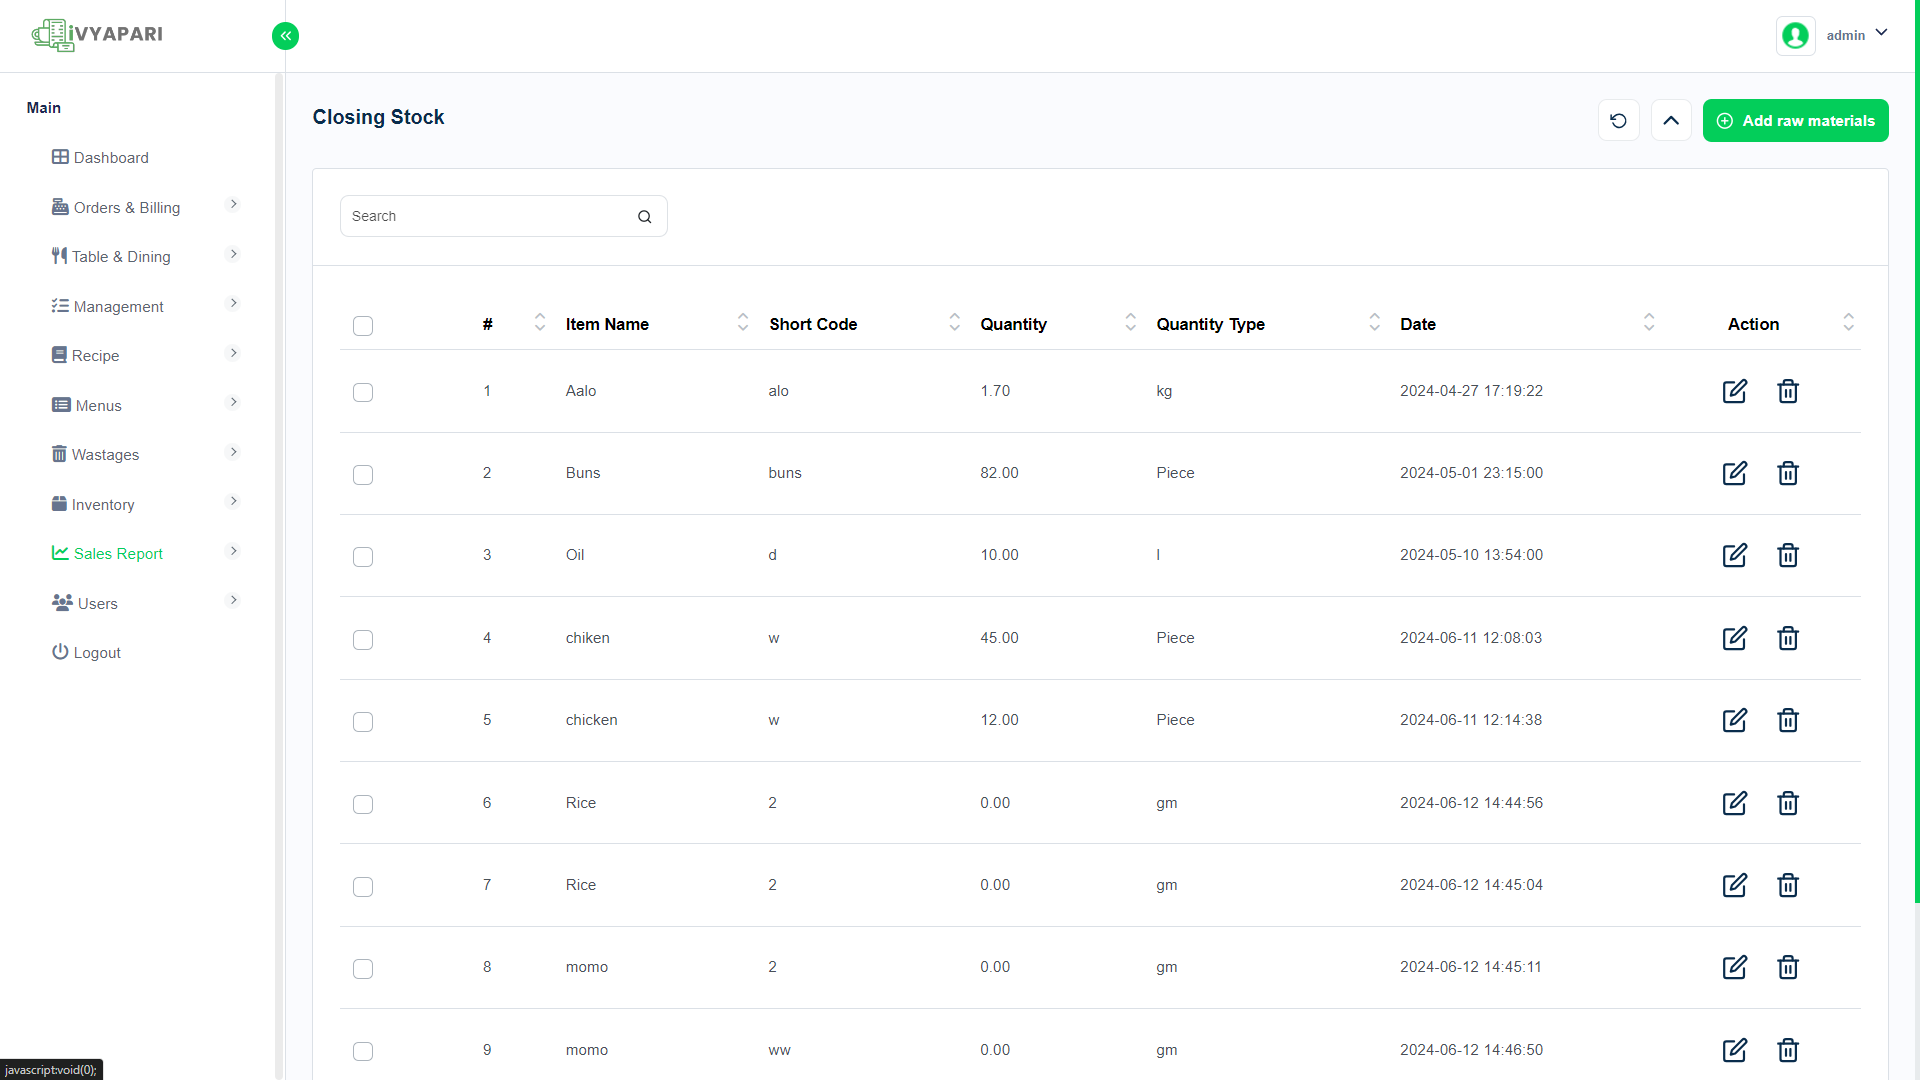 iVYAPARI
admin
Main
Dashboard
Orders & Billing
Table & Dining
Management
Recipe
Menus
Wastages
Inventory
Sales Report
Users
Logout
Closing Stock
Add raw materials
Search
# Item Name Short Code Quantity Quantity Type Date Action
1 Aalo alo 1.70 kg 2024-04-27 17:19:22
2 Buns buns 82.00 Piece 2024-05-01 23:15:00
3 Oil d 10.00 l 2024-05-10 13:54:00
4 chiken w 45.00 Piece 2024-06-11 12:08:03
5 chicken w 12.00 Piece 2024-06-11 12:14:38
6 Rice 2 0.00 gm 2024-06-12 14:44:56
7 Rice 2 0.00 gm 2024-06-12 14:45:04
8 momo 2 0.00 gm 2024-06-12 14:45:11
9 momo ww 0.00 gm 2024-06-12 14:46:50
javascript:void(0);